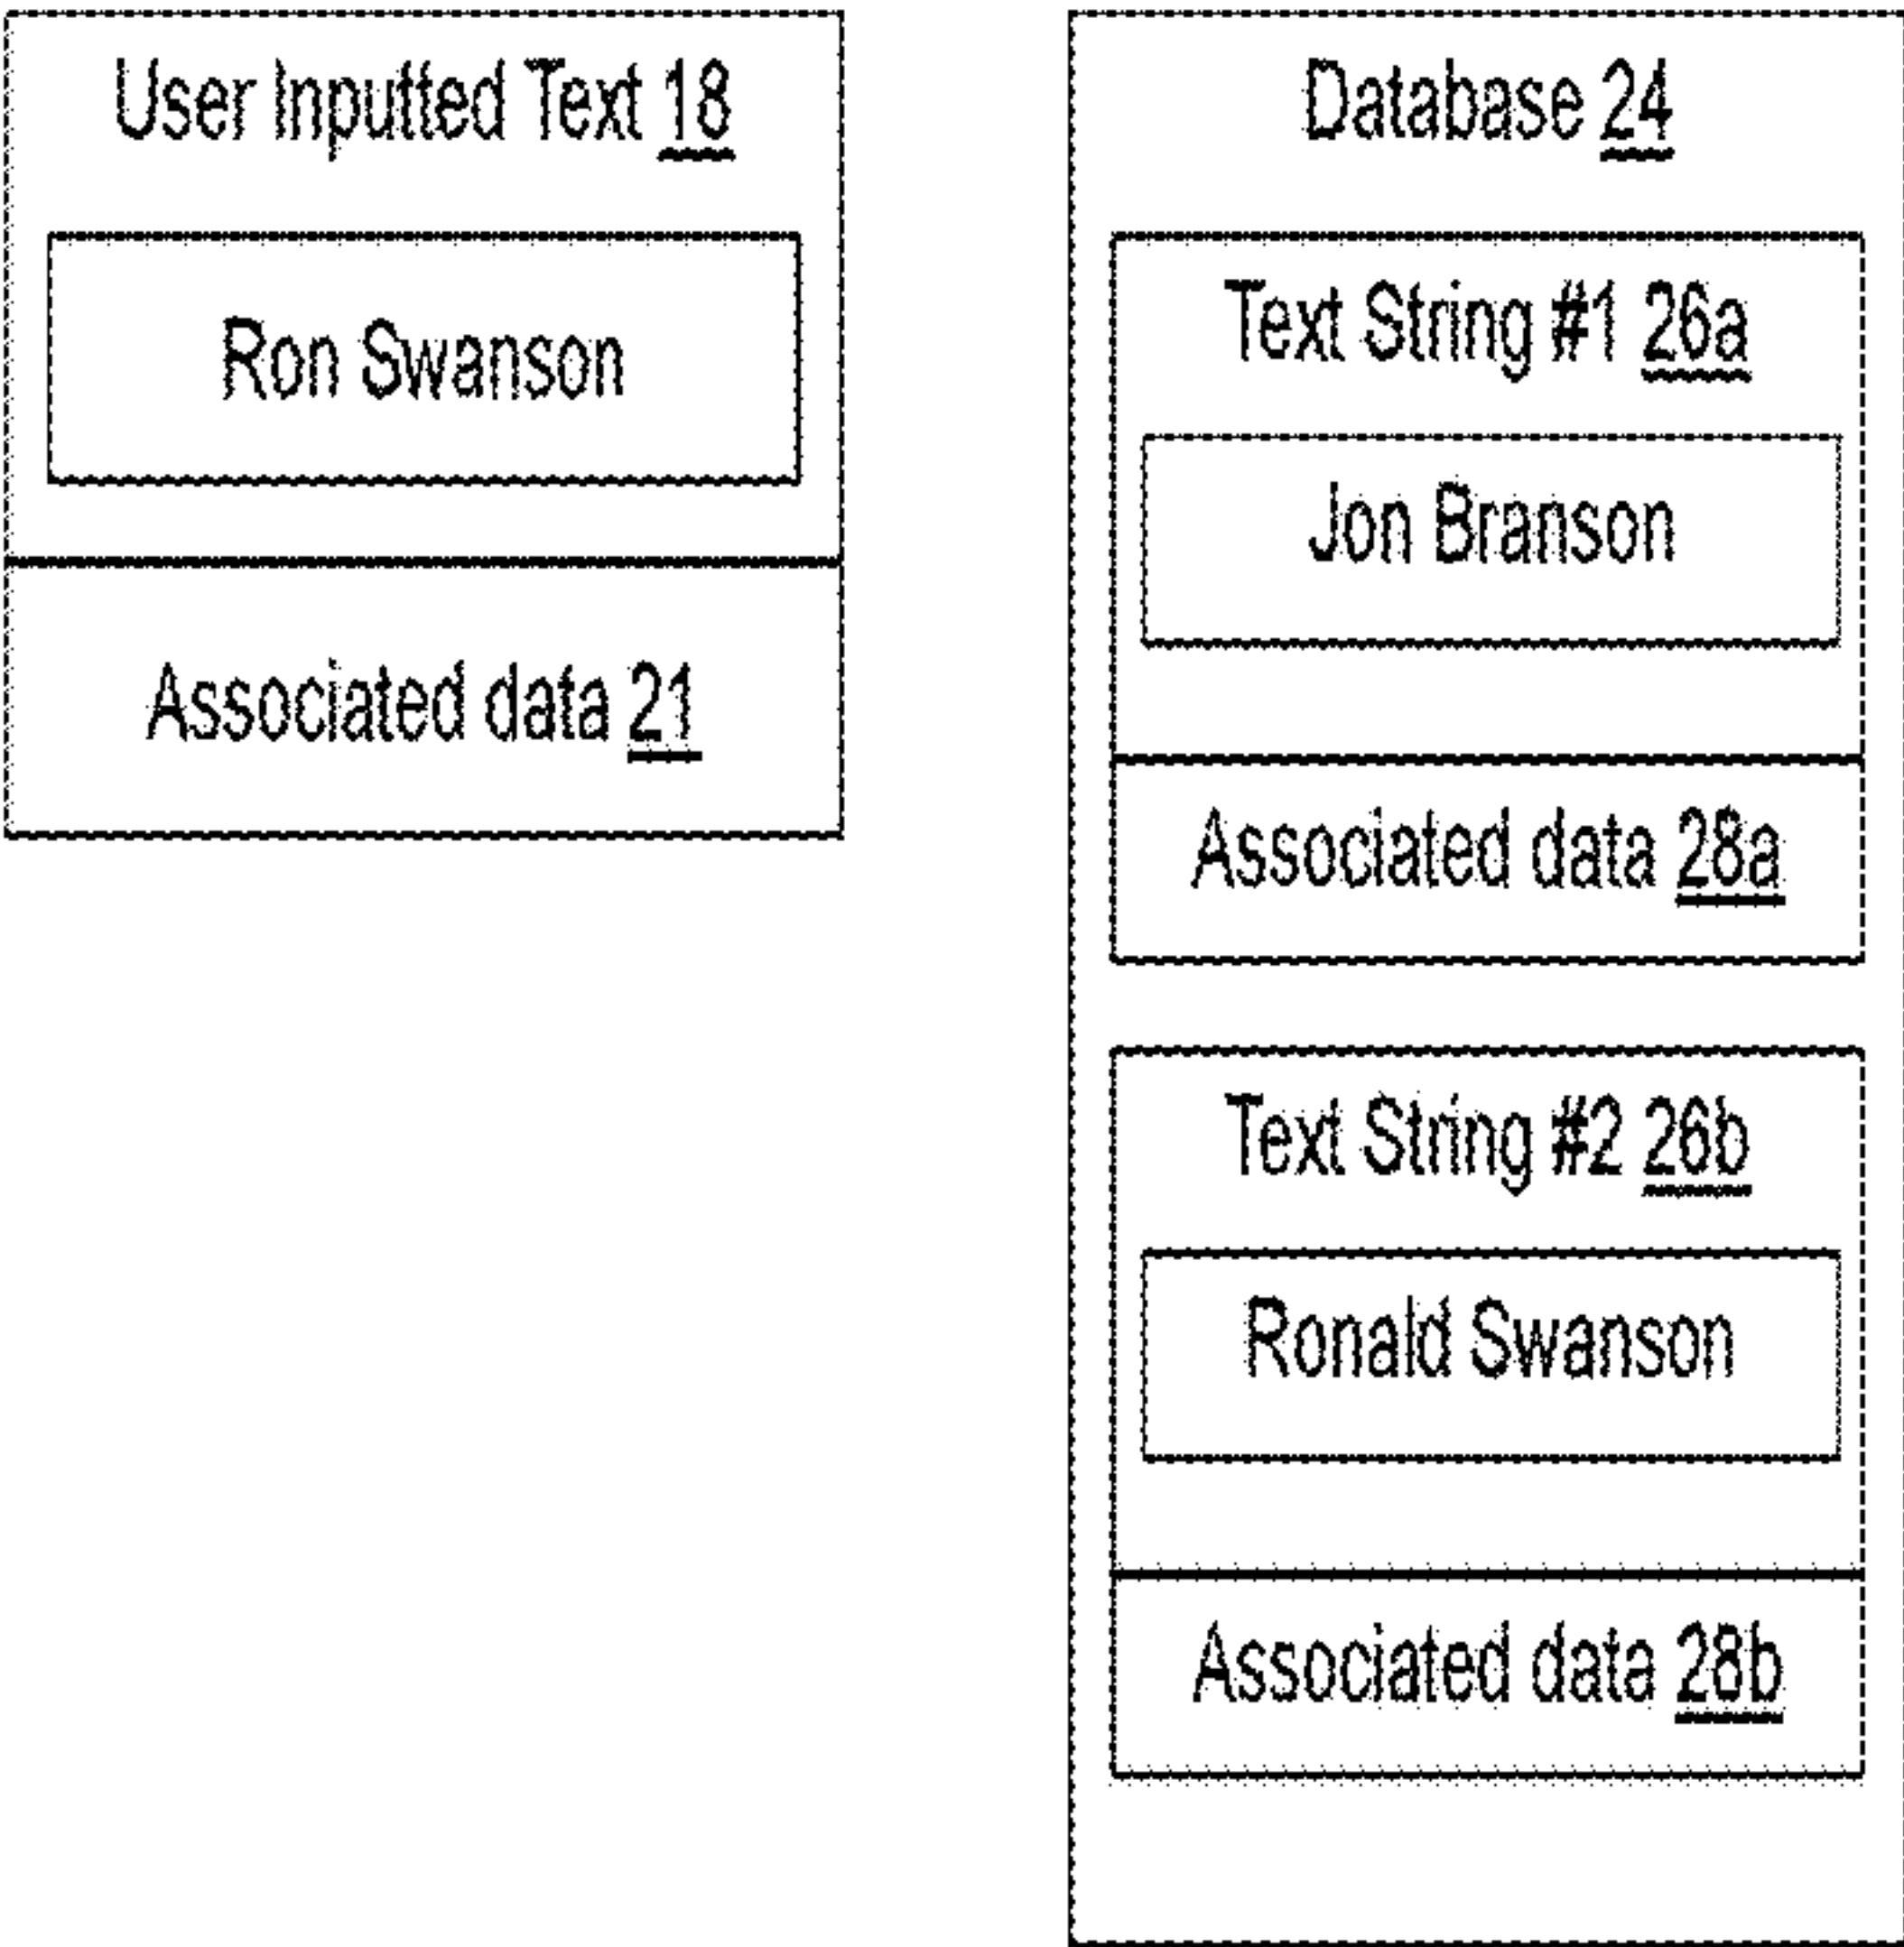 User Inputted Text 18
Ron Swanson
Associated data 21
Database 24
Text String #1 26a
Jon Branson
Associated data 28a
Text String #2 26b
Ronald Swanson
Associated data 28b